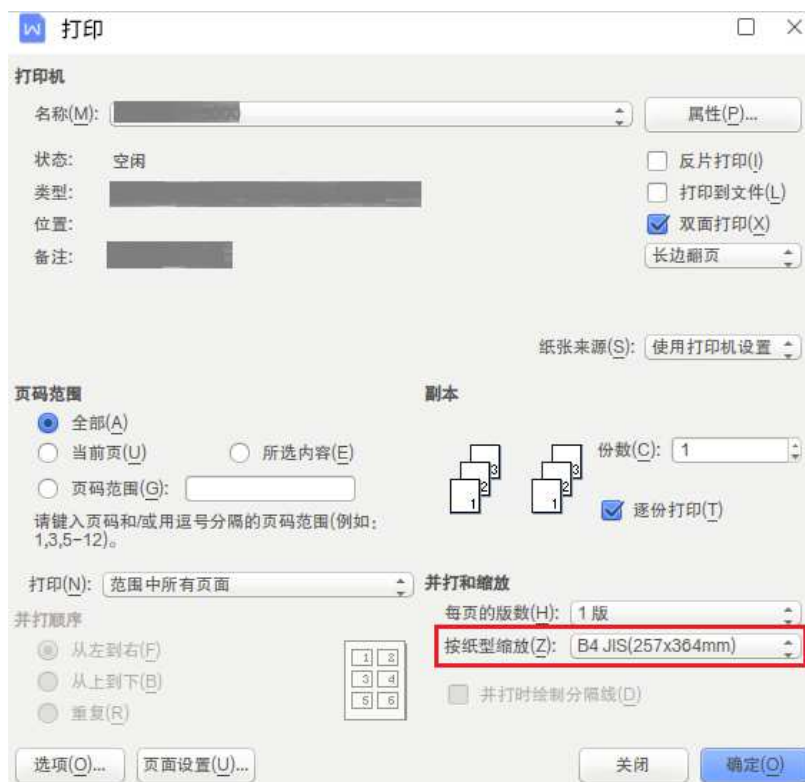 打印
打印机
名称(M):
属性(P)...
状态: 空闲
反片打印(I)
类型:
打印到文件(L)
位置:
双面打印(X)
备注:
长边翻页
纸张来源(S): 使用打印机设置
页码范围
副本
全部(A)
当前页(U) 所选内容(E)
份数(C): 1
页码范围(G):
逐份打印(T)
请键入页码和/或用逗号分隔的页码范围(例如:
1,3,5-12)。
打印(N): 范围中所有页面
并打和缩放
并打顺序
每页的版数(H): 1 版
从左到右(F)
按纸型缩放(Z): B4 JIS(257x364mm)
从上到下(B)
并打时绘制分隔线(D)
重复(R)
1 2
3 4
5 6
选项(O)... 页面设置(U)... 关闭 确定(O)